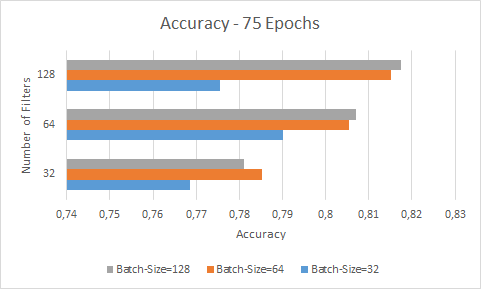 Accuracy - 75 Epochs
Number of Filters
128
64
32
0,74 0,75 0,76 0,77 0,78 0,79 0,8 0,81 0,82 0,83
Accuracy
Batch-Size=128 Batch-Size=64 Batch-Size=32